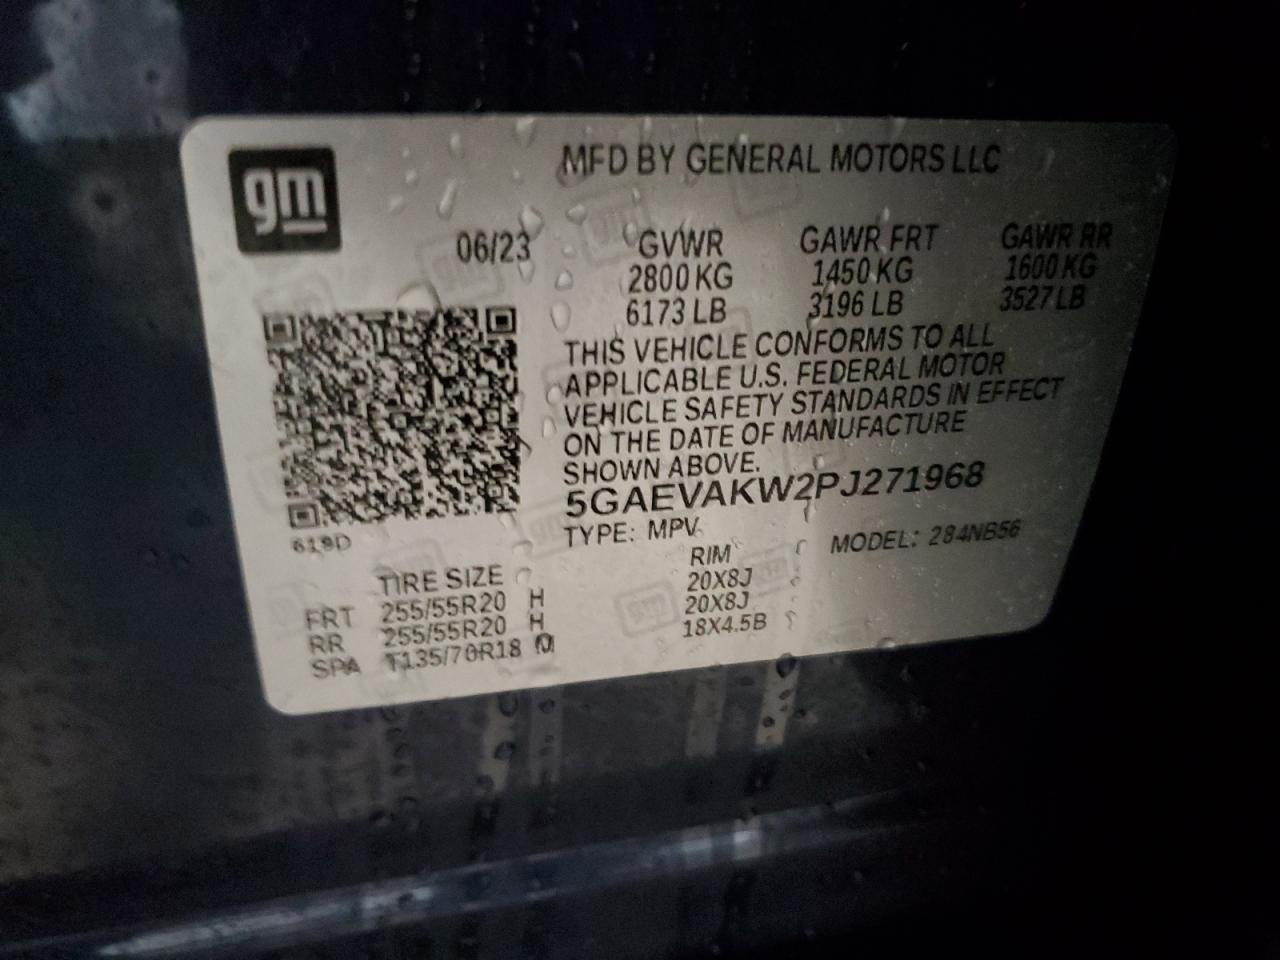 gm
MFD BY GENERAL MOTORS LLC
06/23
GVWR GAWR FRT GAWR RR
2800 KG 1450 KG 1600 KG
6173 LB 3196 LB 3527 LB
THIS VEHICLE CONFORMS TO ALL
APPLICABLE U.S. FEDERAL MOTOR
VEHICLE SAFETY STANDARDS IN EFFECT
ON THE DATE OF MANUFACTURE
SHOWN ABOVE.
5GAEVAKW2PJ271968
TYPE: MPV MODEL: 284NB56
619D
TIRE SIZE RIM
FRT 255/55R20 H 20X8J
RR 255/55R20 H 20X8J
SPA T135/70R18 M 18X4.5B